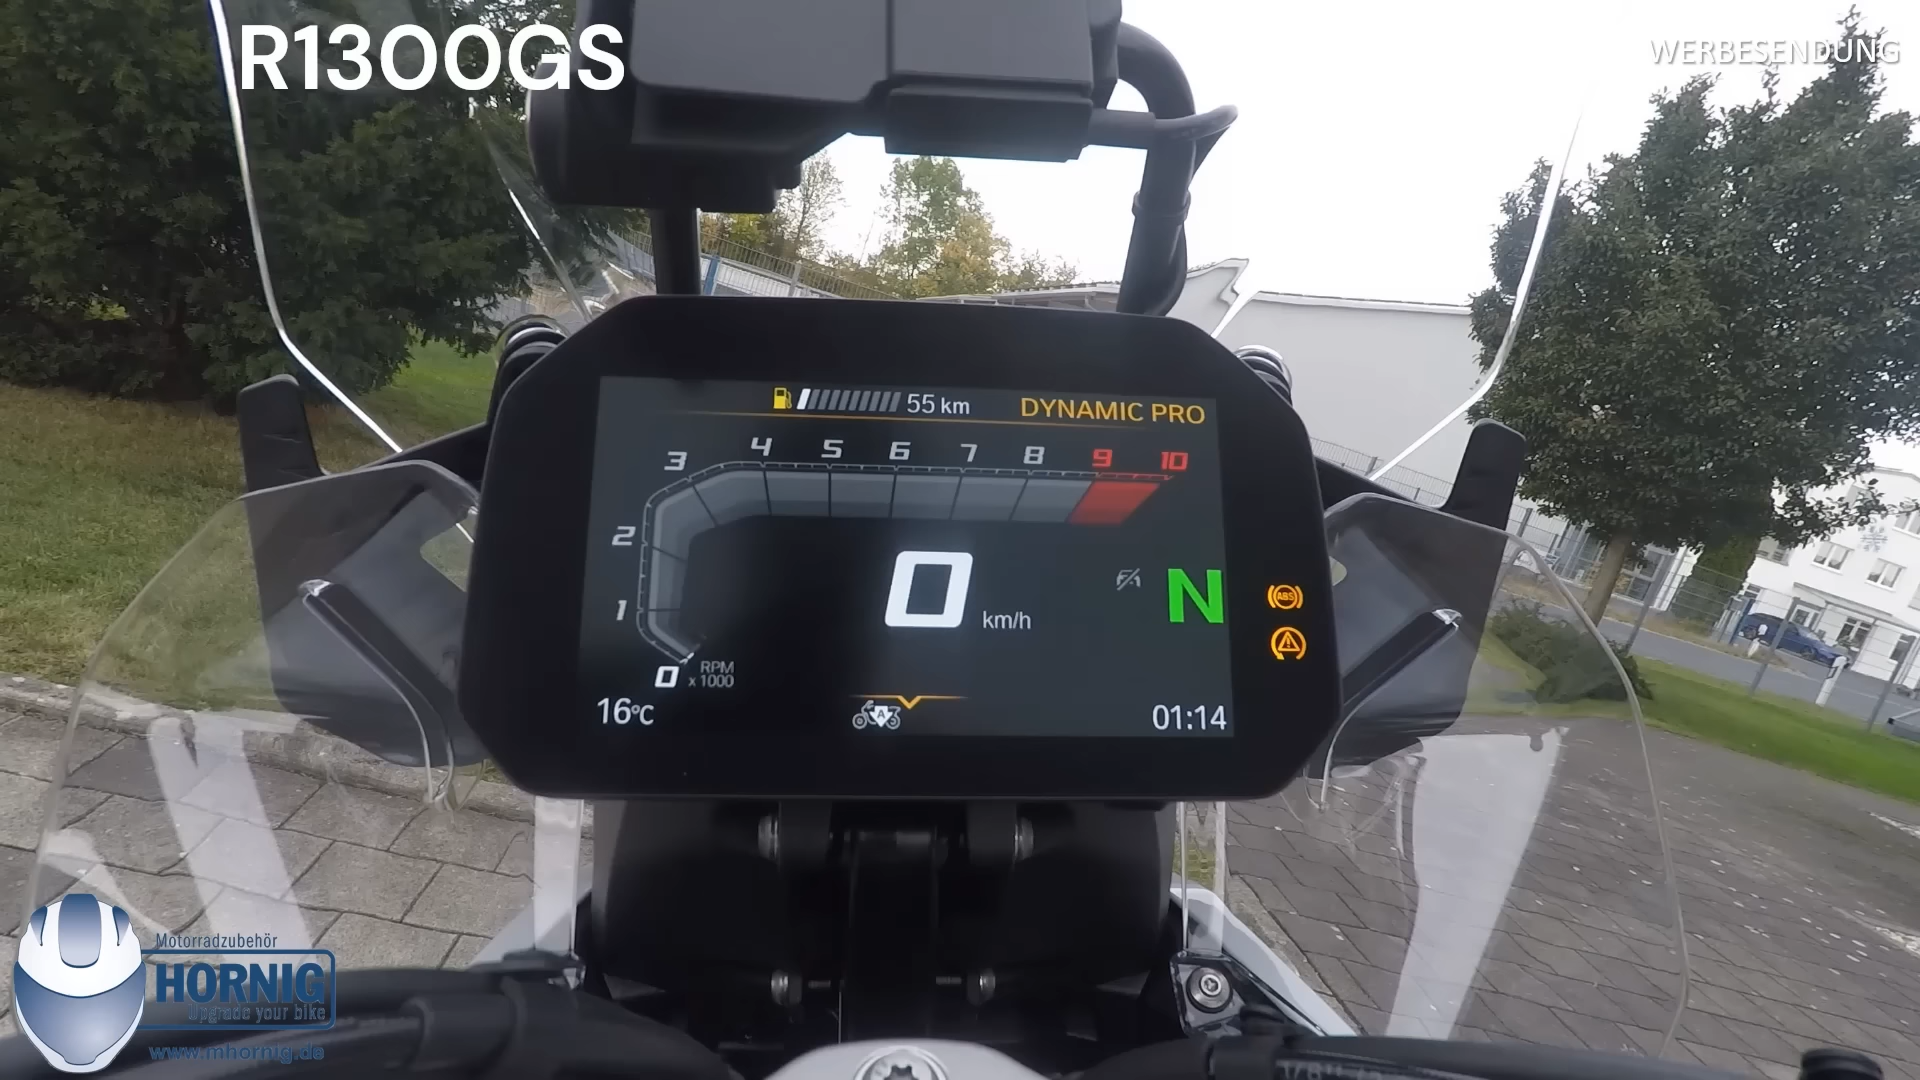 R1300GS
WERBESENDUNG
55 km
DYNAMIC PRO
3 4 5 6 7 8 9 10
2
1
0
RPM
x 1000
0 km/h
N
ABS
16°C
A
01:14
Motorradzubehör
HORNIG
Upgrade your bike
www.mhornig.de